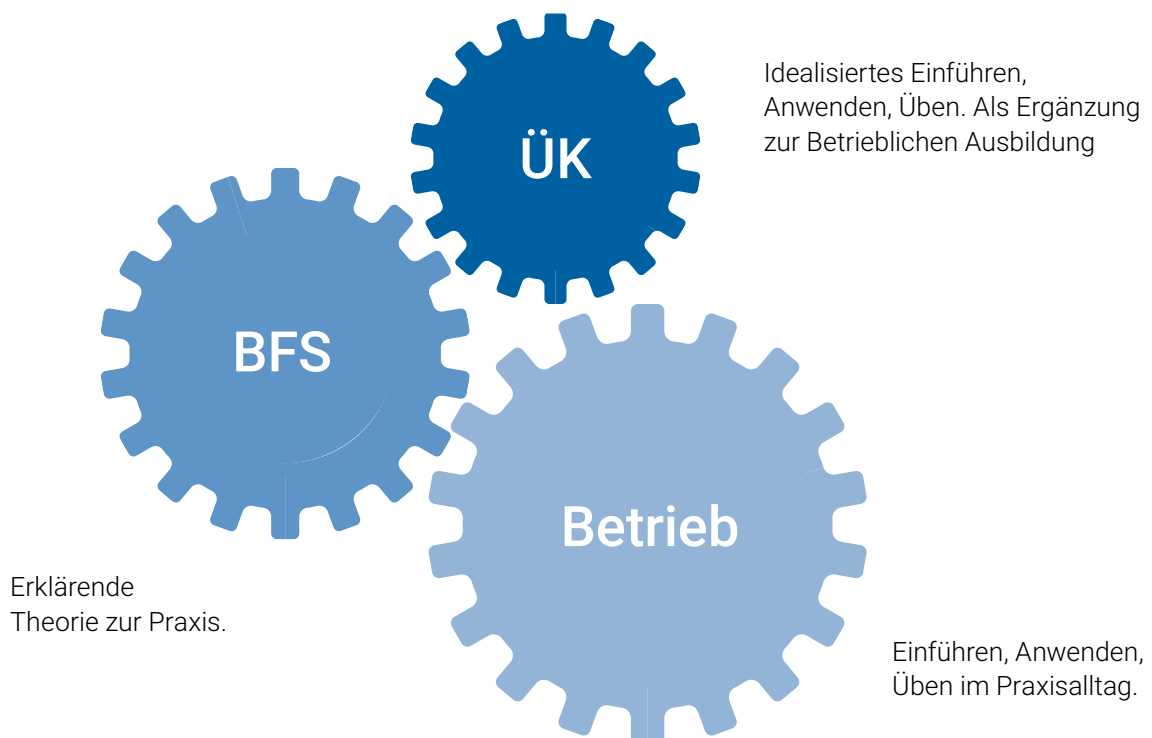 ÜK
Idealisiertes Einführen,
Anwenden, Üben. Als Ergänzung
zur Betrieblichen Ausbildung
BFS
Erklärende
Theorie zur Praxis.
Betrieb
Einführen, Anwenden,
Üben im Praxisalltag.